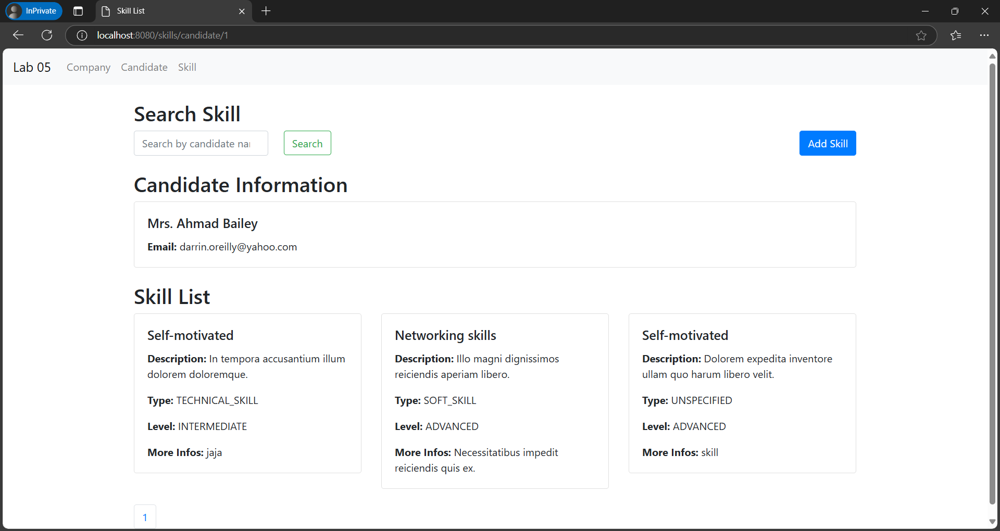 InPrivate
Skill List
localhost:8080/skills/candidate/1
Lab 05 Company Candidate Skill
Search Skill
Search by candidate na
Search
Add Skill
Candidate Information
Mrs. Ahmad Bailey
Email: darrin.oreilly@yahoo.com
Skill List
Self-motivated
Description: In tempora accusantium illum
dolorem doloremque.
Type: TECHNICAL_SKILL
Level: INTERMEDIATE
More Infos: jaja
Networking skills
Description: Illo magni dignissimos
reiciendis aperiam libero.
Type: SOFT_SKILL
Level: ADVANCED
More Infos: Necessitatibus impedit
reiciendis quis ex.
Self-motivated
Description: Dolorem expedita inventore
ullam quo harum libero velit.
Type: UNSPECIFIED
Level: ADVANCED
More Infos: skill
1